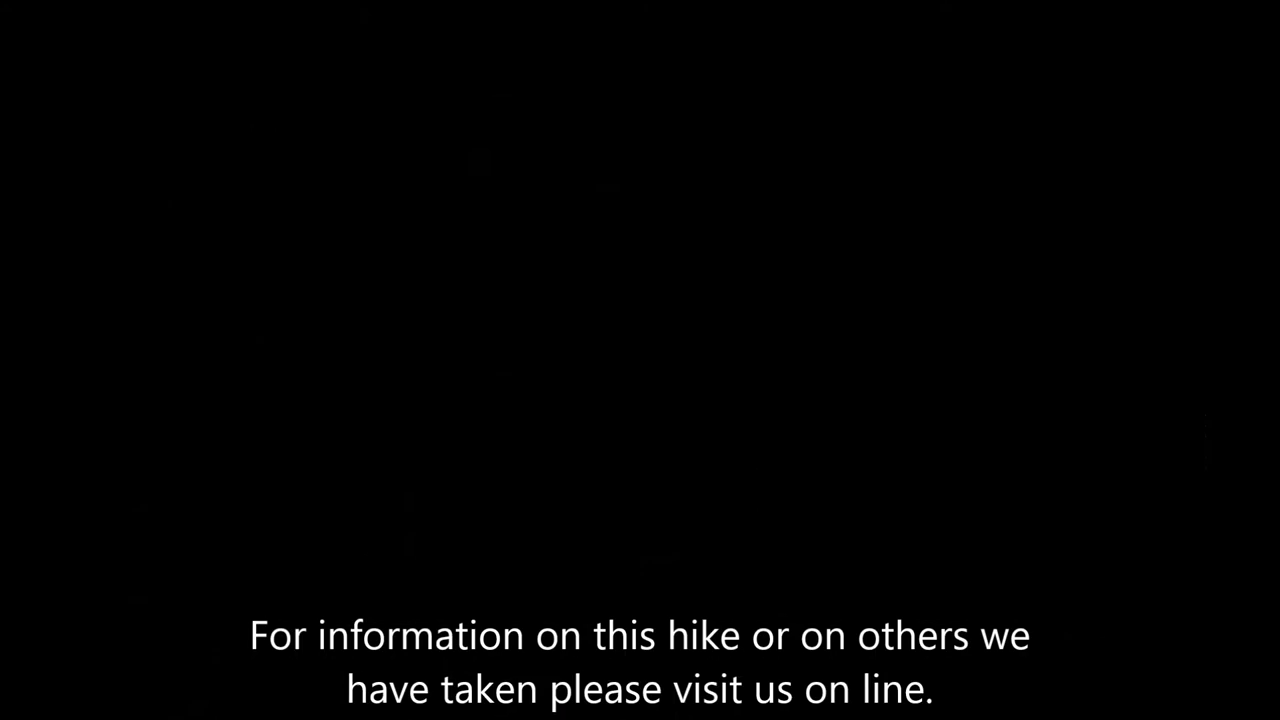 For information on this hike or on others we
have taken please visit us on line.